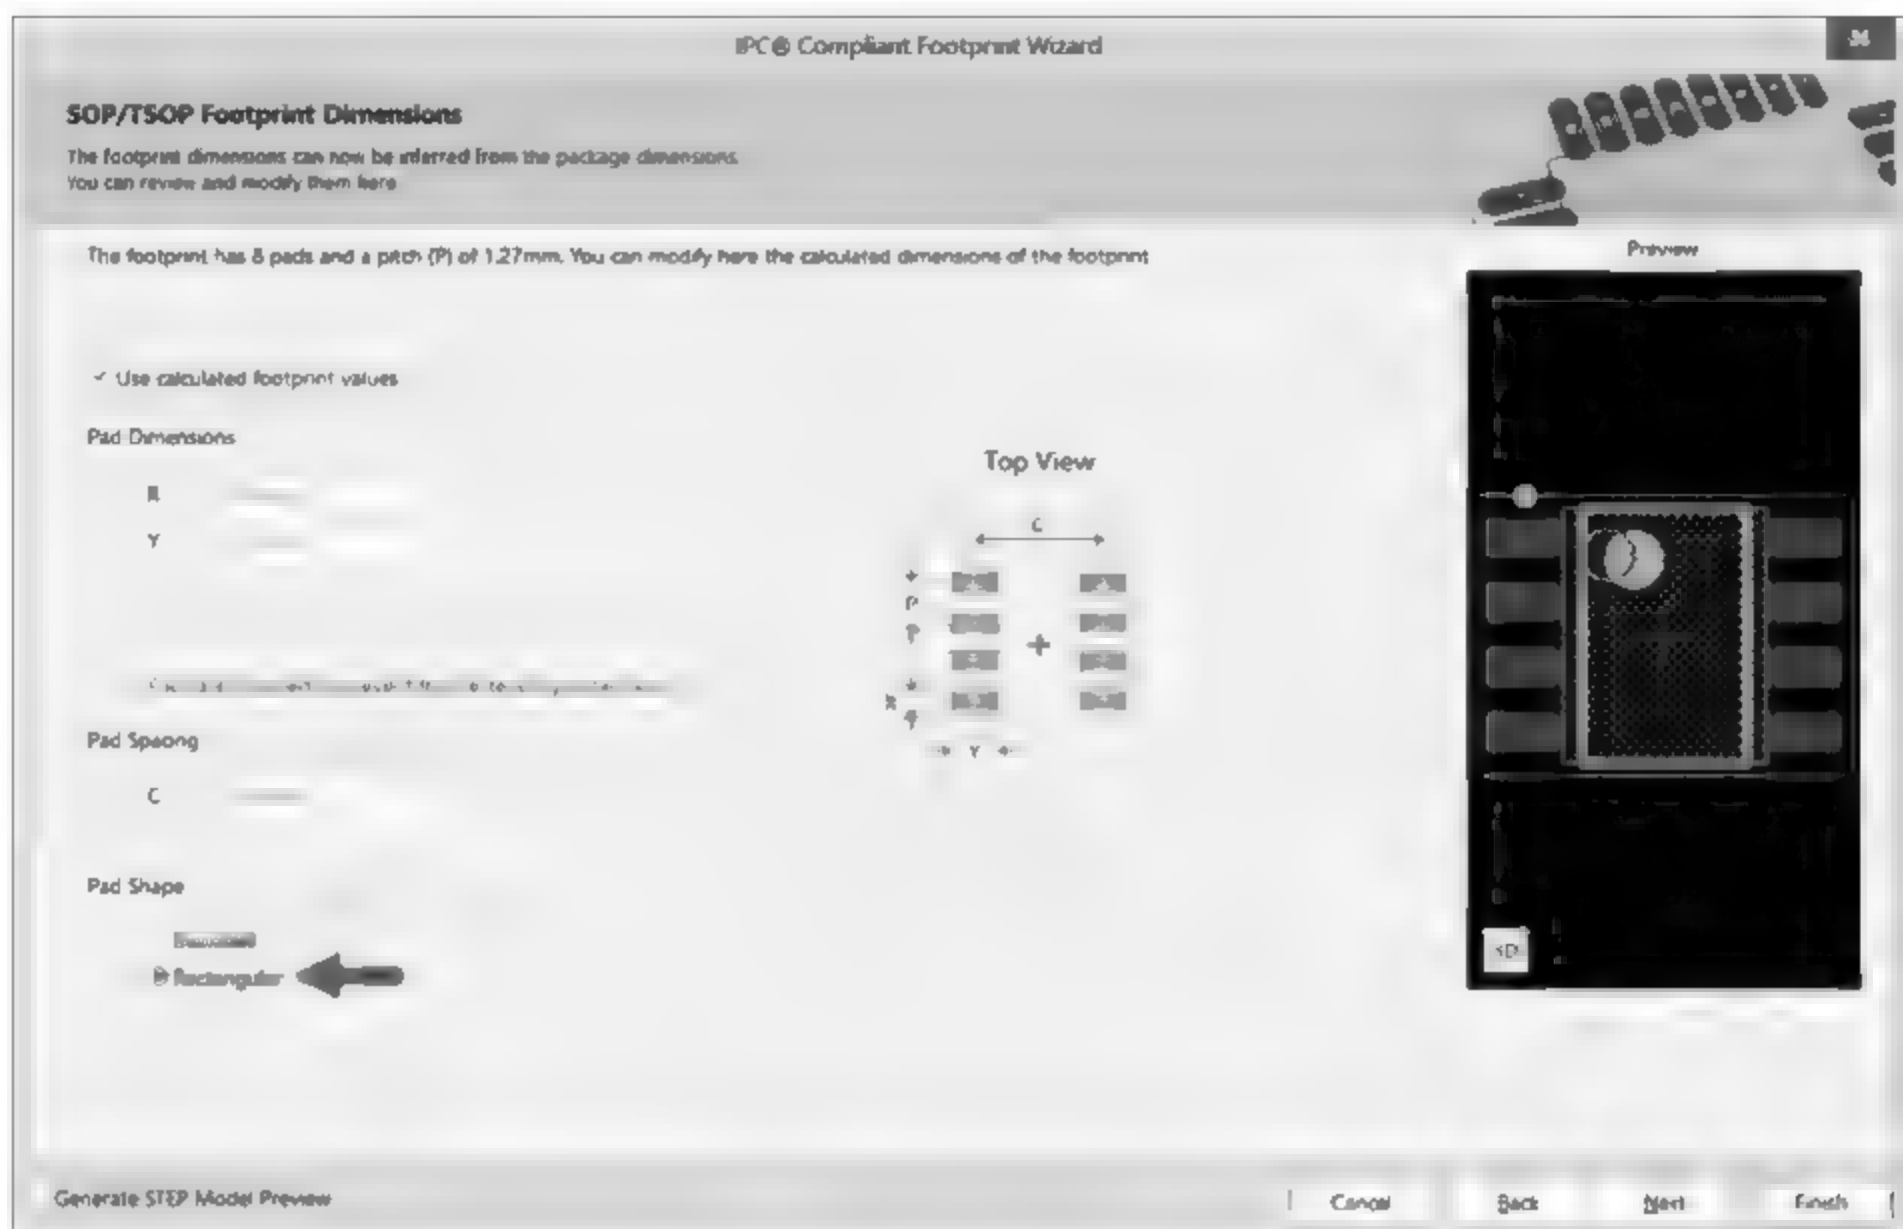 IPC® Compliant Footprint Wizard
SOP/TSOP Footprint Dimensions
The footprint dimensions can now be inferred from the package dimensions.
You can review and modify them here
The footprint has 8 pads and a pitch (P) of 1.27mm. You can modify here the calculated dimensions of the footprint
Preview
Use calculated footprint values
Pad Dimensions
Top View
Y
C
P
P
Pad Spacing
Y
C
Pad Shape
Rectangular
Generate STEP Model Preview
Cancel
Back
Next
Finish